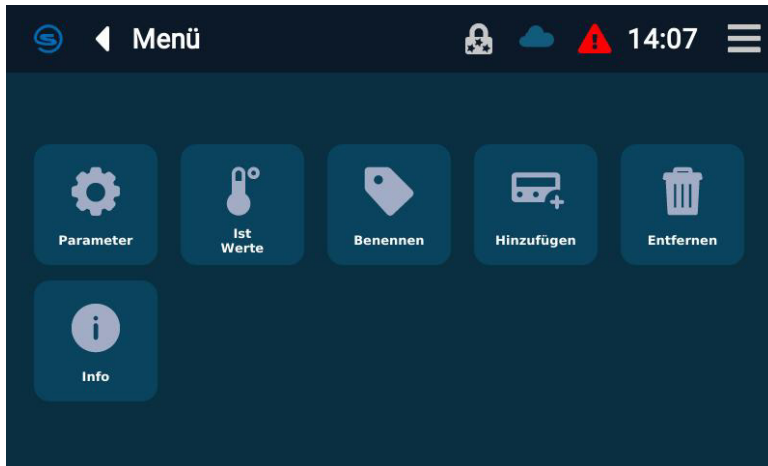 Menü 14:07
Parameter
Ist
Werte
Benennen
Hinzufügen
Entfernen
Info